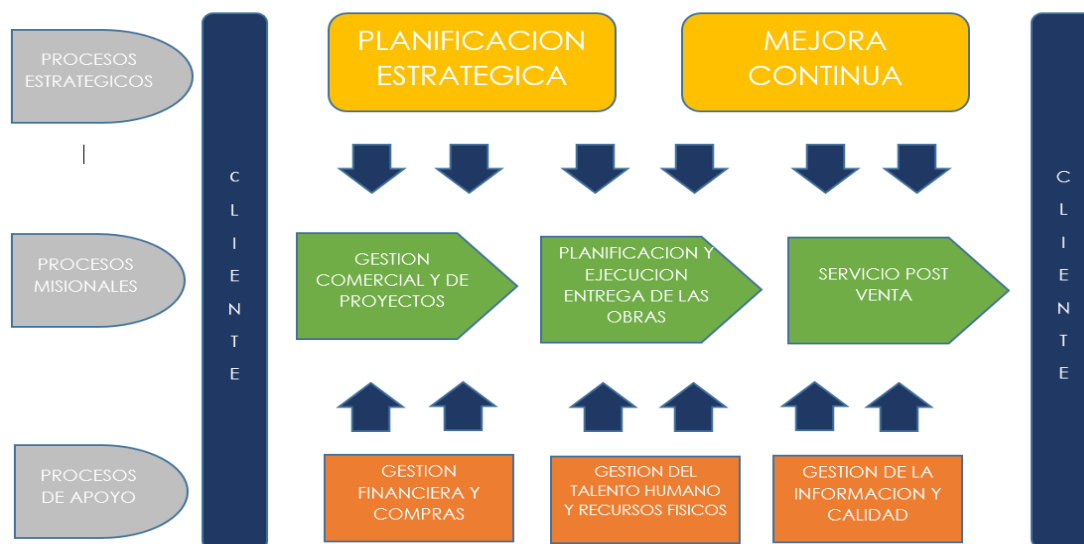 PROCESOS
ESTRATEGICOS
PLANIFICACION
ESTRATEGICA
MEJORA
CONTINUA
CLIENTE
PROCESOS
MISIONALES
GESTION
COMERCIAL Y DE
PROYECTOS
PLANIFICACION Y
EJECUCION
ENTREGA DE LAS
OBRAS
SERVICIO POST
VENTA
CLIENTE
PROCESOS
DE APOYO
GESTION
FINANCIERA Y
COMPRAS
GESTION DEL
TALENTO HUMANO
Y RECURSOS FISICOS
GESTION DE LA
INFORMACION Y
CALIDAD